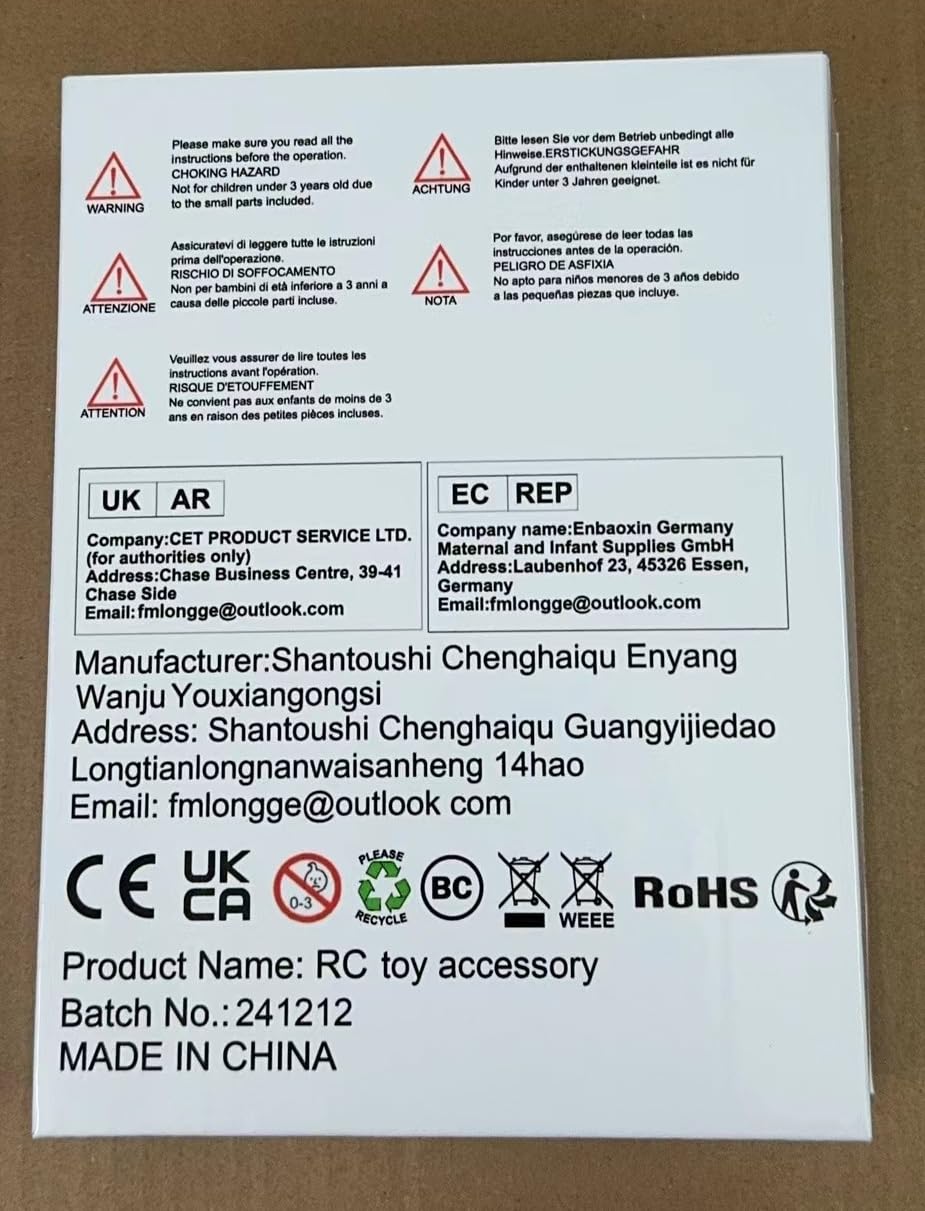 WARNING
Please make sure you read all the
instructions before the operation.
CHOKING HAZARD
Not for children under 3 years old due
to the small parts included.
ACHTUNG
Bitte lesen Sie vor dem Betrieb unbedingt alle
Hinweise.ERSTICKUNGSGEFAHR
Aufgrund der enthaltenen kleinteile ist es nicht für
Kinder unter 3 Jahren geeignet.
ATTENZIONE
Assicuratevi di leggere tutte le istruzioni
prima dell'operazione.
RISCHIO DI SOFFOCAMENTO
Non per bambini di età inferiore a 3 anni a
causa delle piccole parti incluse.
NOTA
Por favor, asegúrese de leer todas las
instrucciones antes de la operación.
PELIGRO DE ASFIXIA
No apto para niños menores de 3 años debido
a las pequeñas piezas que incluye.
ATTENTION
Veuillez vous assurer de lire toutes les
instructions avant l'opération.
RISQUE D'ETOUFFEMENT
Ne convient pas aux enfants de moins de 3
ans en raison des petites pièces incluses.
UK AR
Company:CET PRODUCT SERVICE LTD.
(for authorities only)
Address:Chase Business Centre, 39-41
Chase Side
Email:fmlongge@outlook.com
EC REP
Company name:Enbaoxin Germany
Maternal and Infant Supplies GmbH
Address:Laubenhof 23, 45326 Essen,
Germany
Email:fmlongge@outlook.com
Manufacturer:Shantoushi Chenghaiqu Enyang
Wanju Youxiangongsi
Address: Shantoushi Chenghaiqu Guangyijiedao
Longtianlongnanwaisanheng 14hao
Email: fmlongge@outlook com
CE UK CA 0-3 PLEASE RECYCLE BC WEEE RoHS
Product Name: RC toy accessory
Batch No.:241212
MADE IN CHINA